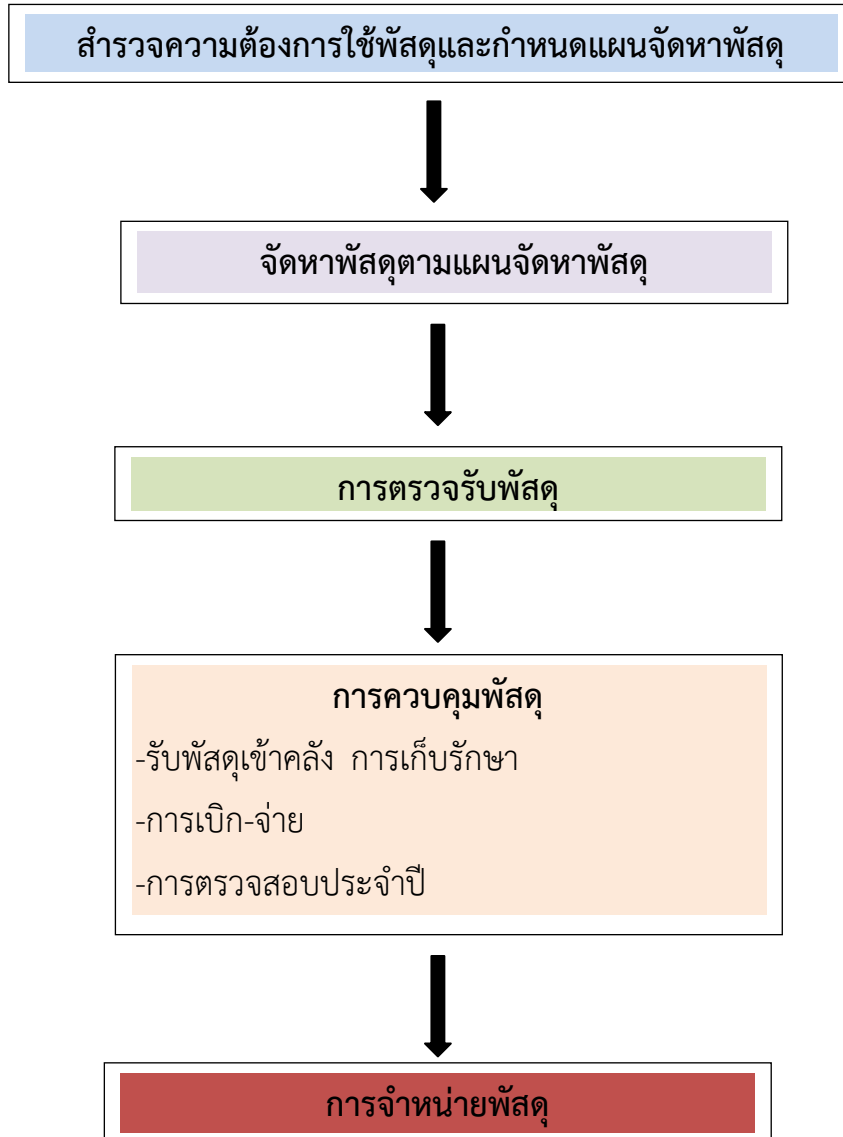 สำรวจความต้องการใช้พัสดุและกำหนดแผนจัดหาพัสดุ
จัดหาพัสดุตามแผนจัดหาพัสดุ
การตรวจรับพัสดุ
การควบคุมพัสดุ
-รับพัสดุเข้าคลัง การเก็บรักษา
-การเบิก-จ่าย
-การตรวจสอบประจำปี
การจำหน่ายพัสดุ